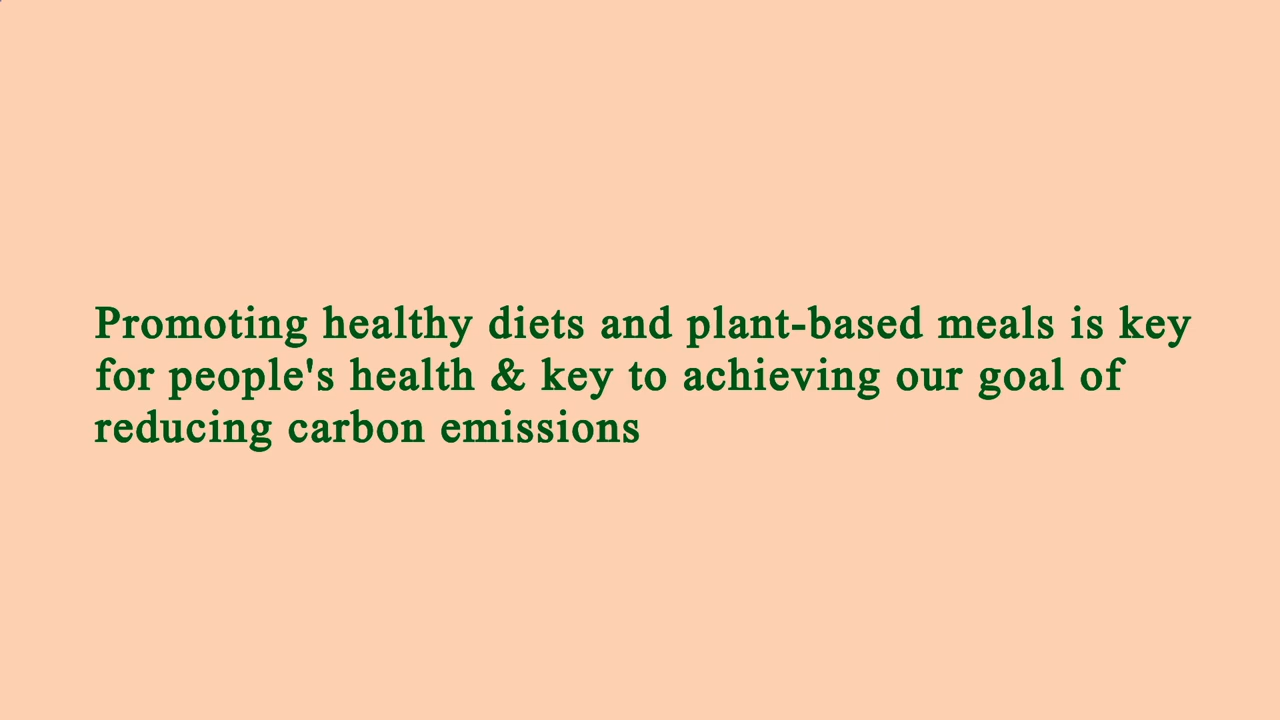 Promoting healthy diets and plant-based meals is key
for people's health & key to achieving our goal of
reducing carbon emissions